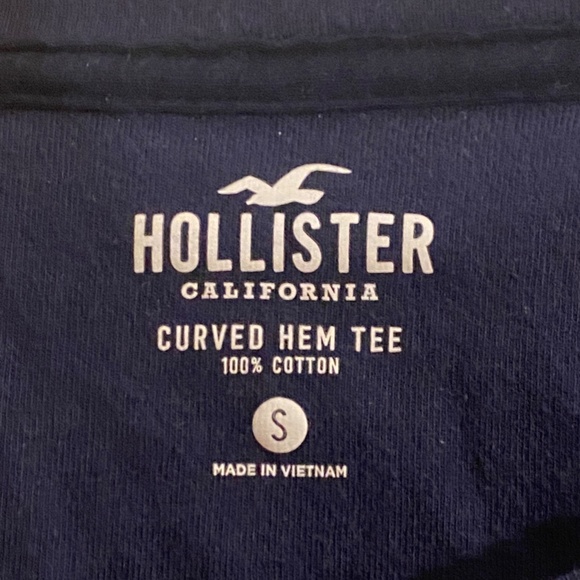 HOLLISTER
CALIFORNIA
CURVED HEM TEE
100% COTTON
S
MADE IN VIETNAM